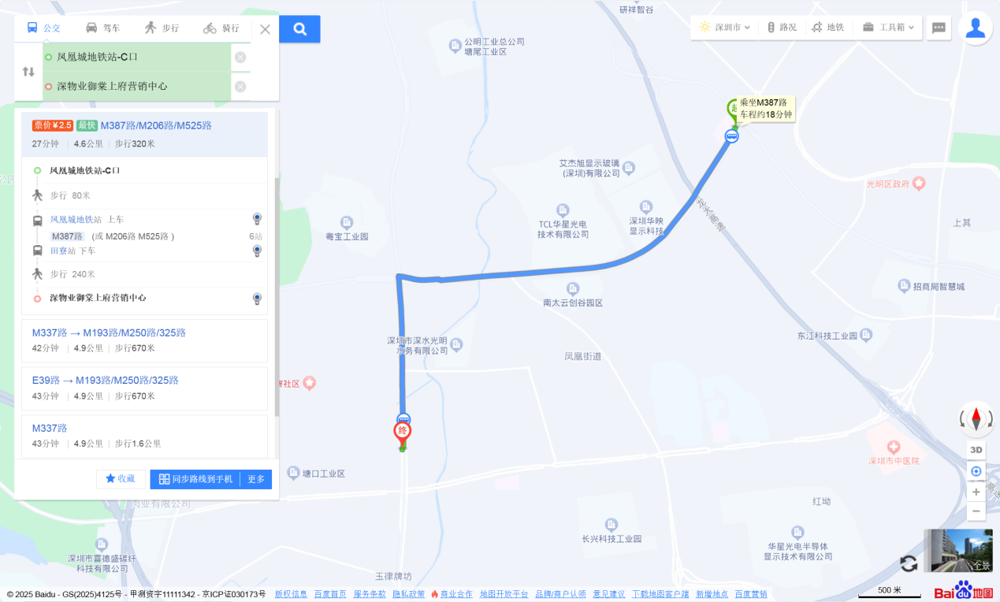 公交
驾车
步行
骑行
凤凰城地铁站-C口
深物业御棠上府营销中心
票价¥2.5 最快 M387路/M206路/M525路
27分钟 | 4.6公里 | 步行320米
凤凰城地铁站-C口
步行 80米
凤凰城地铁站 上车
M387路 (或 M206路 M525路 )
6站
田寮站 下车
步行 240米
深物业御棠上府营销中心
M337路 → M193路/M250路/325路
42分钟 | 4.9公里 | 步行670米
E39路 → M193路/M250路/325路
43分钟 | 4.9公里 | 步行670米
M337路
43分钟 | 4.9公里 | 步行1.6公里
收藏
同步路线到手机
更多
深圳市
路况
地铁
工具箱
研祥智谷
公明工业总公司
塘尾工业区
乘坐M387路
车程约18分钟
艾杰旭显示玻璃
(深圳)有限公司
光明区政府
TCL华星光电
技术有限公司
深圳华映
显示科技
龙大高速
上其
粤宝工业园
招商局智慧城
南太云创谷园区
东江科技工业园
深圳市深水光明
水务有限公司
凤凰街道
寮社区
终
深圳市中医院
塘口工业区
肉业有限公司
红坳
长兴科技工业园
华星光电半导体
显示技术有限公司
深圳市喜德盛碳纤
科技有限公司
玉律牌坊
3D
+
−
全景
500 米
Bai du 地图
© 2025 Baidu - GS(2025)4125号 - 甲测资字11111342 - 京ICP证030173号
版权信息
百度首页
服务条款
隐私政策
商业合作
地图开放平台
品牌/商户认领
意见建议
下载地图客户端
新增地点
百度营销